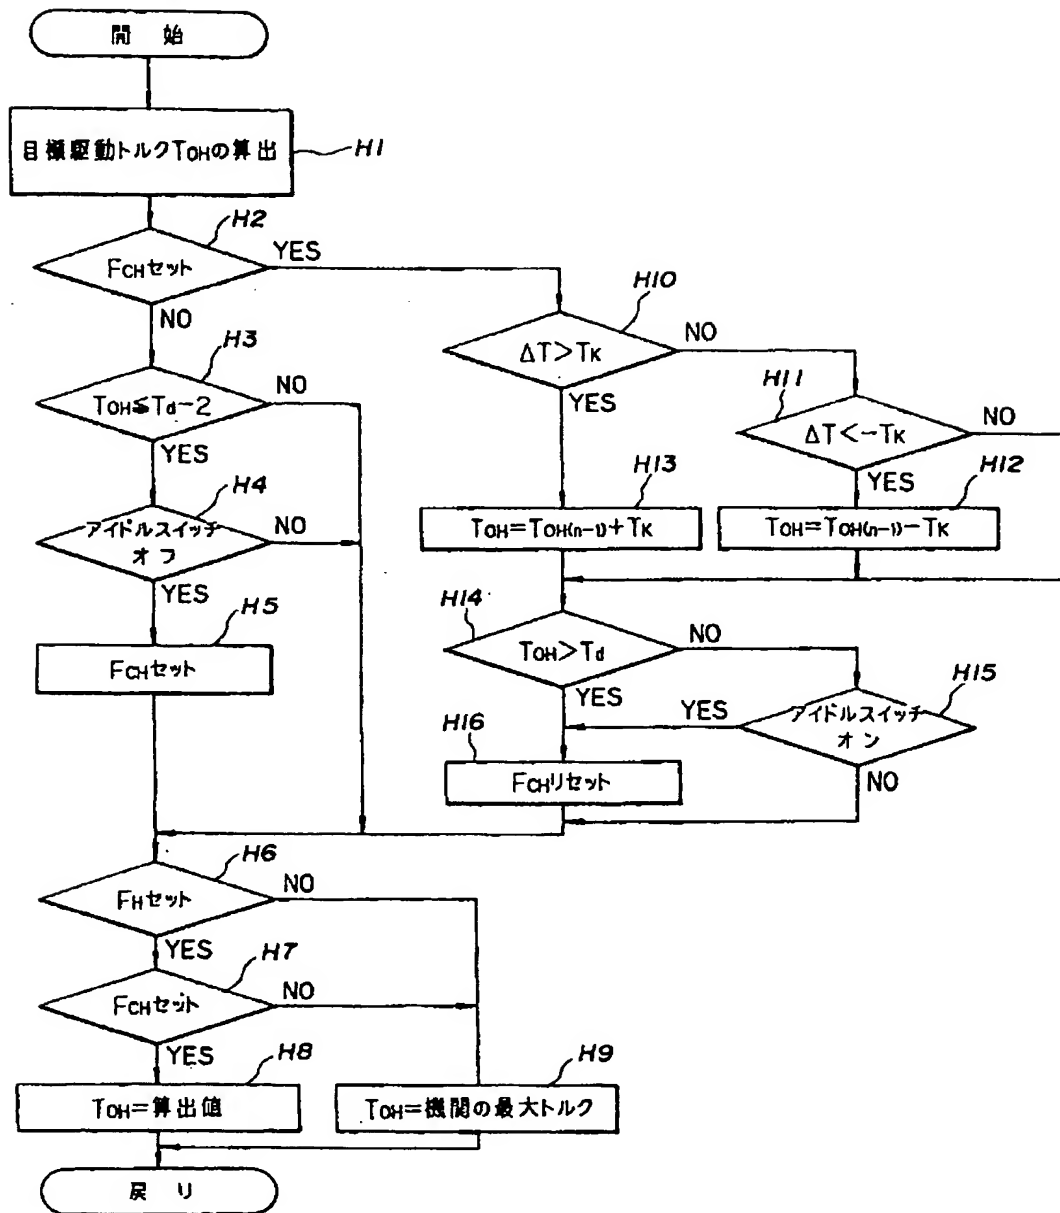 開 始
目標駆動トルクTOHの算出
H1
H2
FCHセット
YES
NO
H3
TOH≦Td-2
NO
YES
H4
アイドルスイッチ
オフ
NO
YES
H5
FCHセット
H10
ΔT>TK
NO
YES
H11
ΔT<-TK
NO
YES
H13
TOH=TOH(n-1)+TK
H12
TOH=TOH(n-1)-TK
H14
TOH>Td
NO
YES
H15
アイドルスイッチ
オン
YES
NO
H16
FCHリセット
H6
FHセット
NO
YES
H7
FCHセット
NO
YES
H8
TOH=算出値
H9
TOH=機関の最大トルク
戻 り